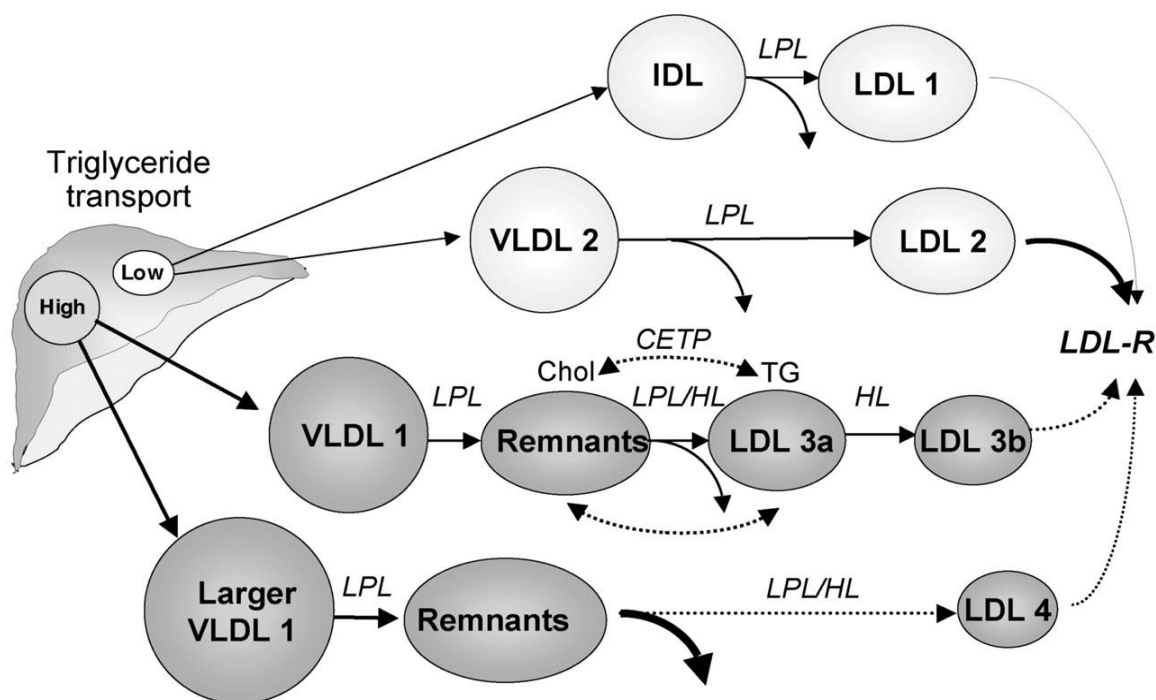 LPL
IDL
LDL 1
Triglyceride
transport
LPL
VLDL 2
LDL 2
Low
High
LDL-R
CETP
Chol
TG
LPL
LPL/HL
HL
VLDL 1
Remnants
LDL 3a
LDL 3b
LPL
LPL/HL
Larger
VLDL 1
Remnants
LDL 4